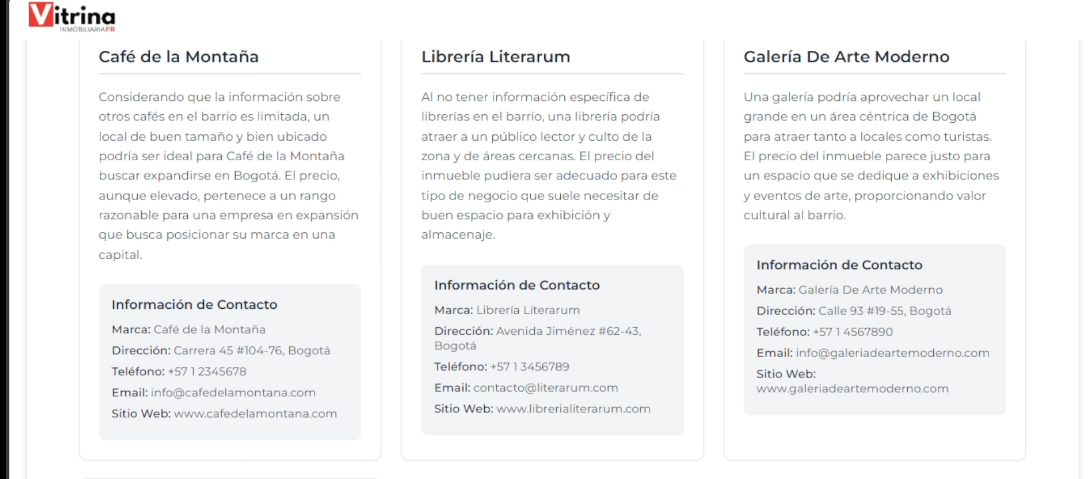 Vitrina
INMOBILIARIAFR
Café de la Montaña
Considerando que la información sobre
otros cafés en el barrio es limitada, un
local de buen tamaño y bien ubicado
podría ser ideal para Café de la Montaña
buscar expandirse en Bogotá. El precio,
aunque elevado, pertenece a un rango
razonable para una empresa en expansión
que busca posicionar su marca en una
capital.
Información de Contacto
Marca: Café de la Montaña
Dirección: Carrera 45 #104-76, Bogotá
Teléfono: +57 1 2345678
Email: info@cafedelamontana.com
Sitio Web: www.cafedelamontana.com
Librería Literarum
Al no tener información específica de
librerías en el barrio, una librería podría
atraer a un público lector y culto de la
zona y de áreas cercanas. El precio del
inmueble pudiera ser adecuado para este
tipo de negocio que suele necesitar de
buen espacio para exhibición y
almacenaje.
Información de Contacto
Marca: Librería Literarum
Dirección: Avenida Jiménez #62-43,
Bogotá
Teléfono: +57 1 3456789
Email: contacto@literarum.com
Sitio Web: www.librerialiterarum.com
Galería De Arte Moderno
Una galería podría aprovechar un local
grande en un área céntrica de Bogotá
para atraer tanto a locales como turistas.
El precio del inmueble parece justo para
un espacio que se dedique a exhibiciones
y eventos de arte, proporcionando valor
cultural al barrio.
Información de Contacto
Marca: Galería De Arte Moderno
Dirección: Calle 93 #19-55, Bogotá
Teléfono: +57 1 4567890
Email: info@galeriadeartemoderno.com
Sitio Web:
www.galeriadeartemoderno.com